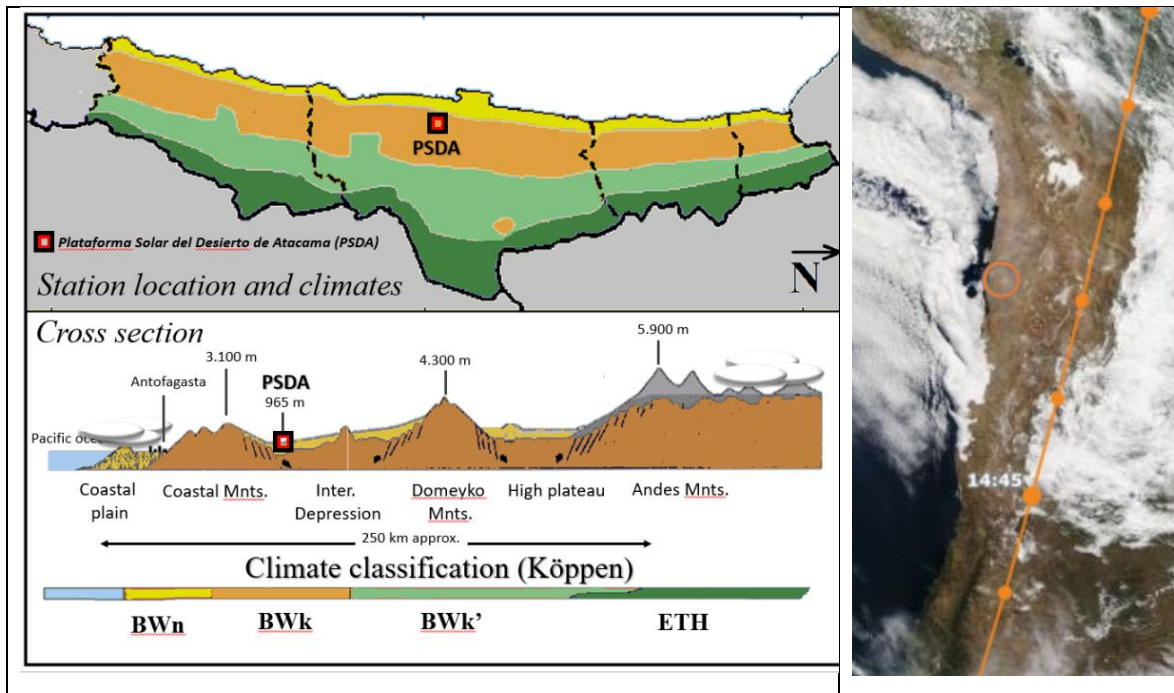 PSDA
Plataforma Solar del Desierto de Atacama (PSDA)
Station location and climates
N
Cross section
5.900 m
3.100 m
4.300 m
PSDA
965 m
Antofagasta
Pacific
Coastal
plain
Coastal Mnts.
Inter.
Depression
Domeyko
Mnts.
High plateau
Andes Mnts.
250 km approx.
Climate classification (Köppen)
BWn
BWk
BWk’
ETH
14:45